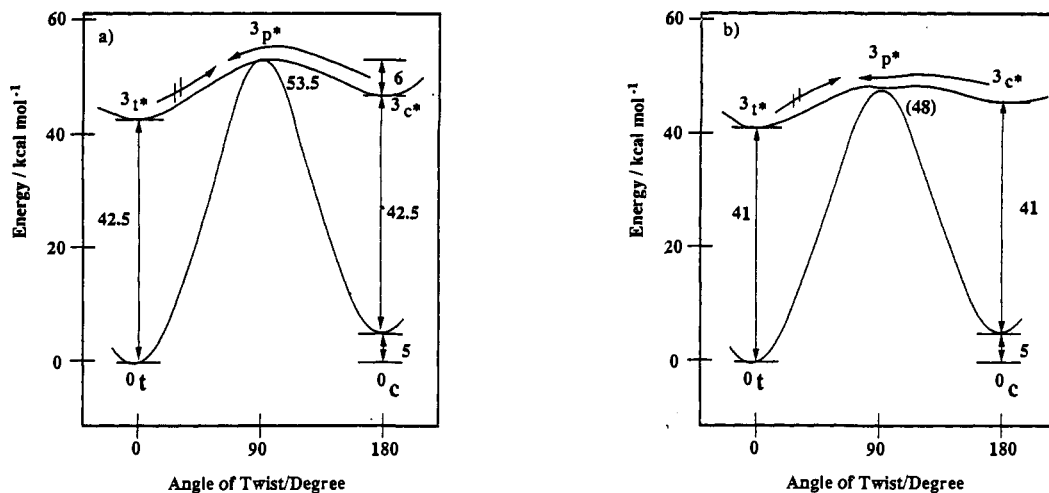 a)
60
40
20
0
Energy / kcal mol⁻¹
³p*
53.5
6
³t*
³c*
42.5
42.5
5
⁰t
⁰c
0 90 180
Angle of Twist/Degree
b)
60
40
20
0
Energy / kcal mol⁻¹
³p*
(48)
³t*
³c*
41
41
5
⁰t
⁰c
0 90 180
Angle of Twist/Degree